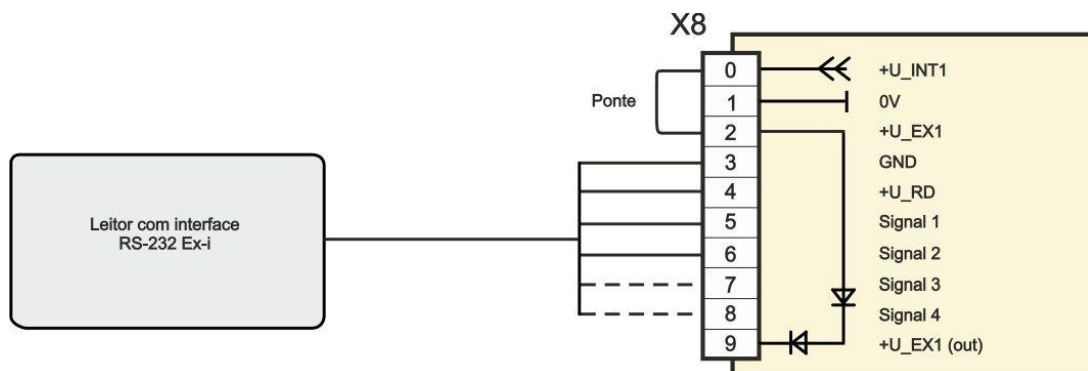 X8
0 +U_INT1
Ponte
1 0V
2 +U_EX1
3 GND
4 +U_RD
Leitor com interface
RS-232 Ex-i
5 Signal 1
6 Signal 2
7 Signal 3
8 Signal 4
9 +U_EX1 (out)